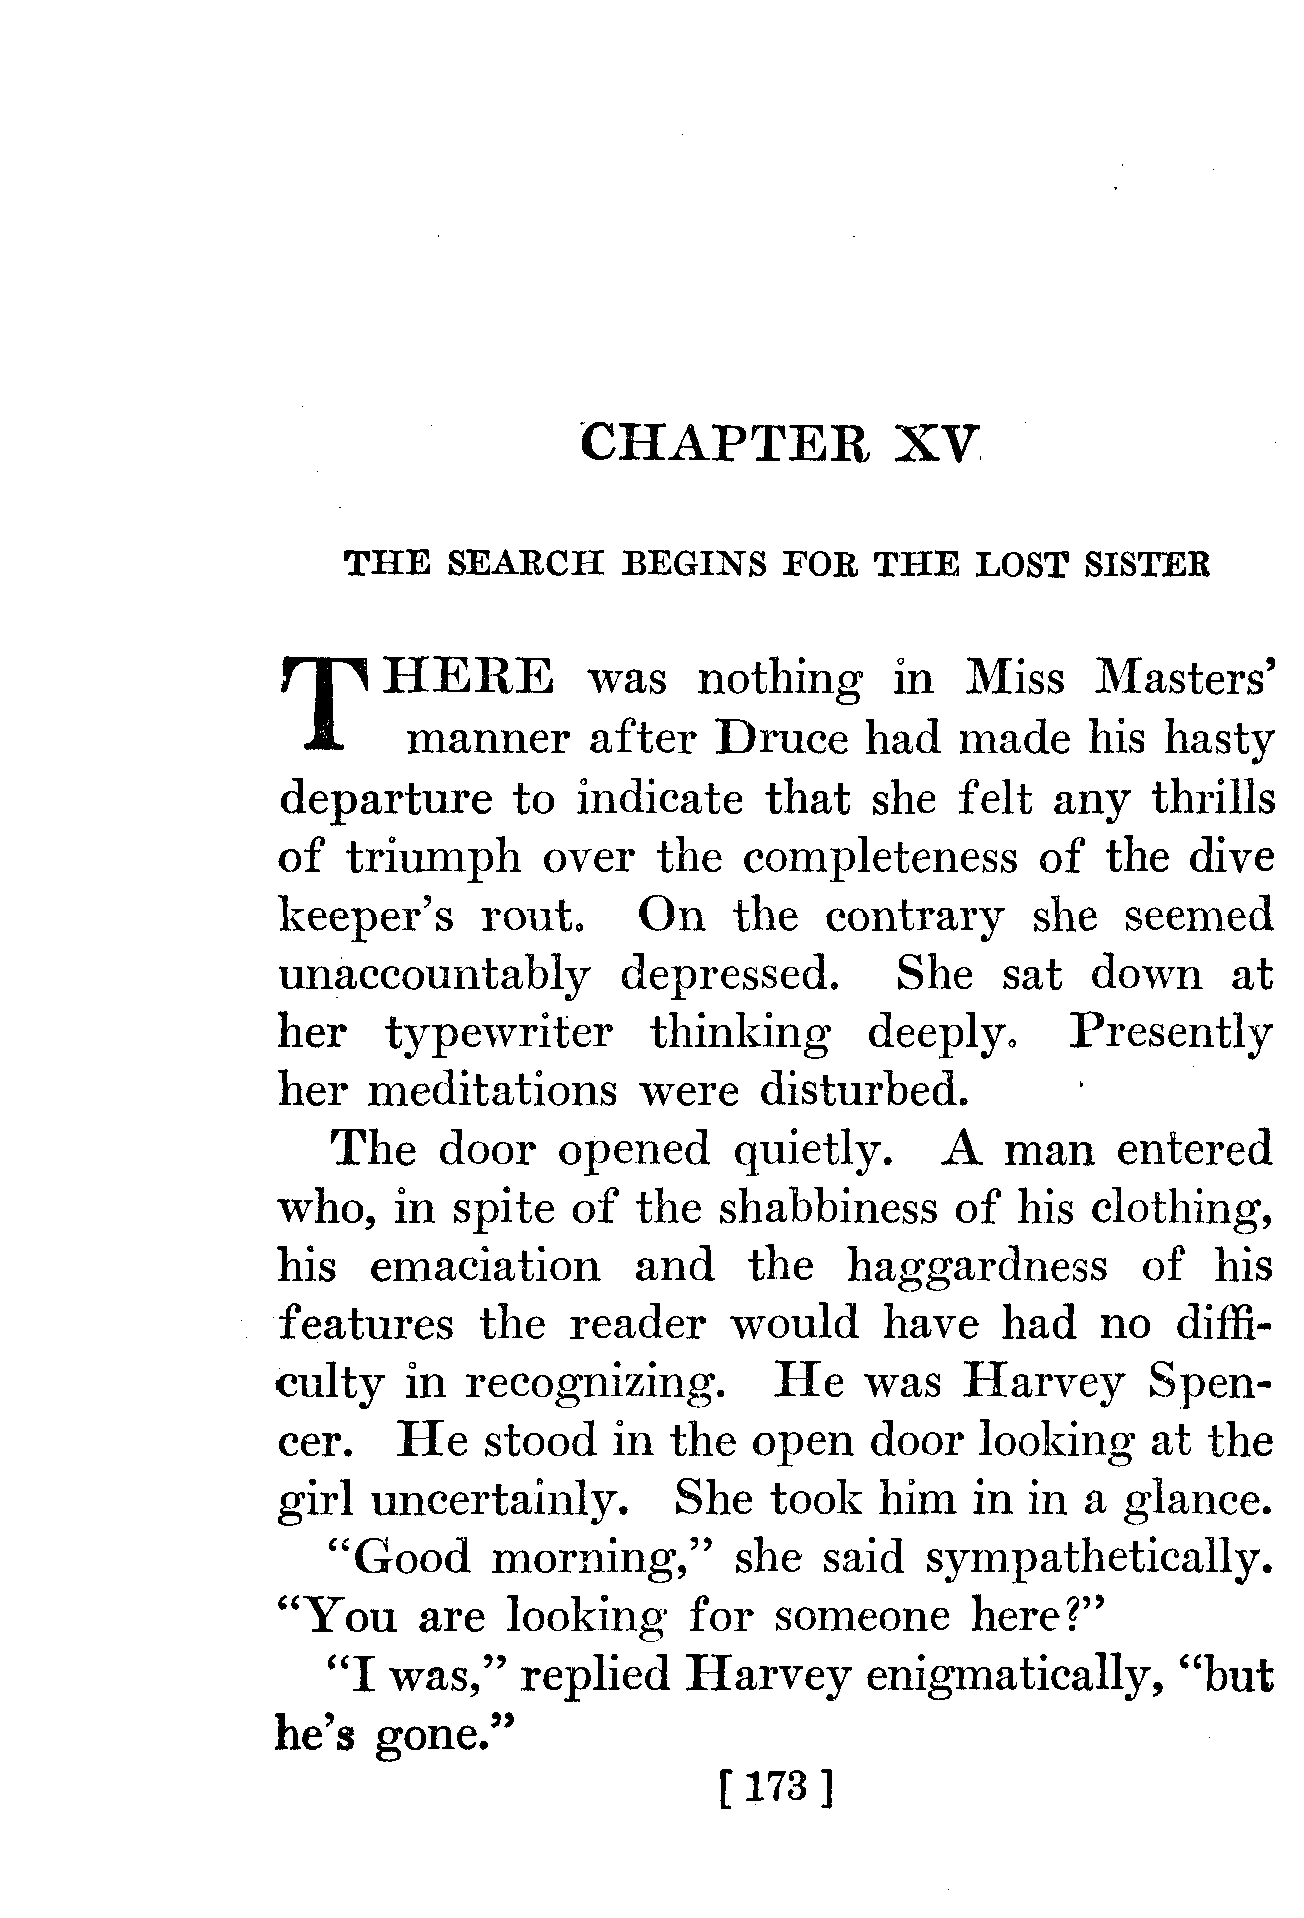 CHAPTER XV
THE SEARCH BEGINS FOR THE LOST SISTER
THERE was nothing in Miss Masters'
manner after Druce had made his hasty
departure to indicate that she felt any thrills
of triumph over the completeness of the dive
keeper's rout. On the contrary she seemed
unaccountably depressed. She sat down at
her typewriter thinking deeply. Presently
her meditations were disturbed.
The door opened quietly. A man entered
who, in spite of the shabbiness of his clothing,
his emaciation and the haggardness of his
features the reader would have had no diffi-
culty in recognizing. He was Harvey Spen-
cer. He stood in the open door looking at the
girl uncertainly. She took him in in a glance.
"Good morning," she said sympathetically.
"You are looking for someone here?"
"I was," replied Harvey enigmatically, "but
he's gone."
[ 173 ]